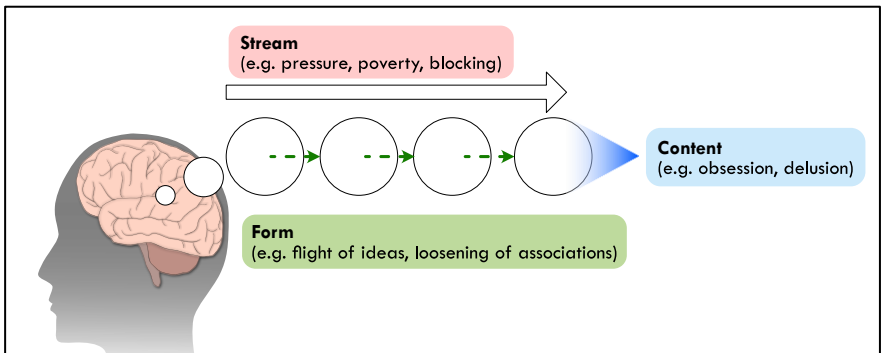 Stream
(e.g. pressure, poverty, blocking)
Content
(e.g. obsession, delusion)
Form
(e.g. flight of ideas, loosening of associations)